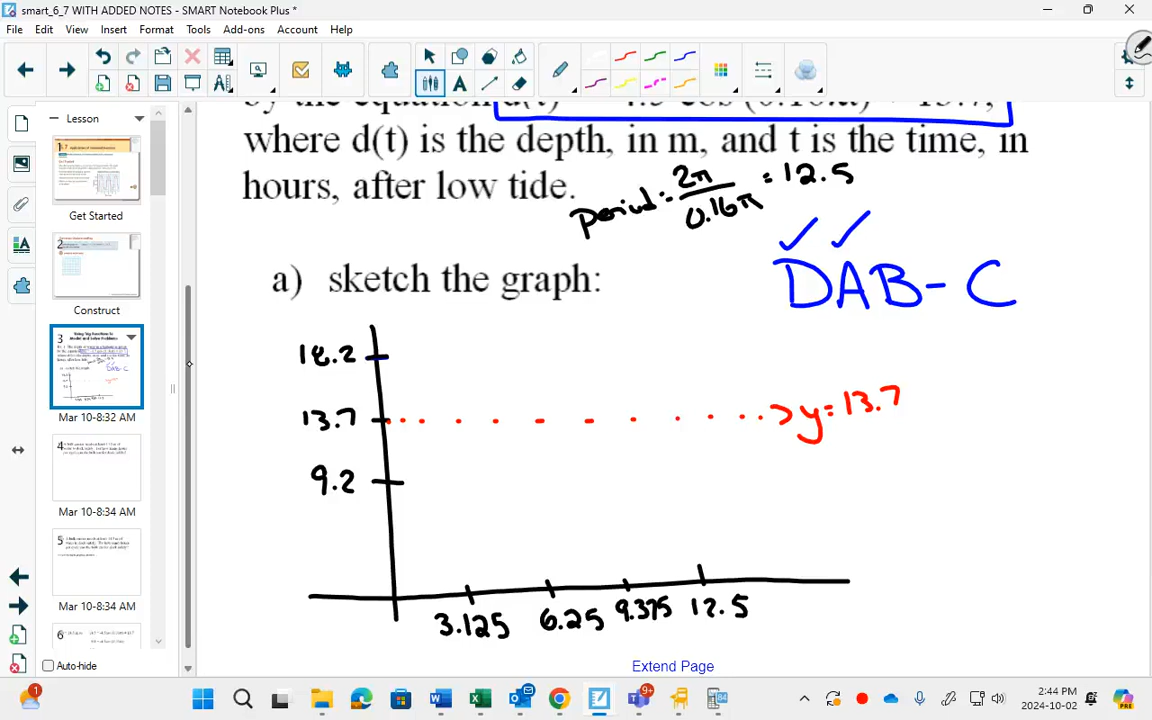 smart_6_7 WITH ADDED NOTES - SMART Notebook Plus *
File Edit View Insert Format Tools Add-ons Account Help
Lesson
Get Started
Construct
Mar 10-8:32 AM
Mar 10-8:34 AM
Mar 10-8:34 AM
Auto-hide
where d(t) is the depth, in m, and t is the time, in
hours, after low tide.
period = 2π/0.16π = 12.5
a) sketch the graph:
DAB-C
18.2
13.7
y=13.7
9.2
3.125 6.25 9.375 12.5
Extend Page
2:44 PM
2024-10-02